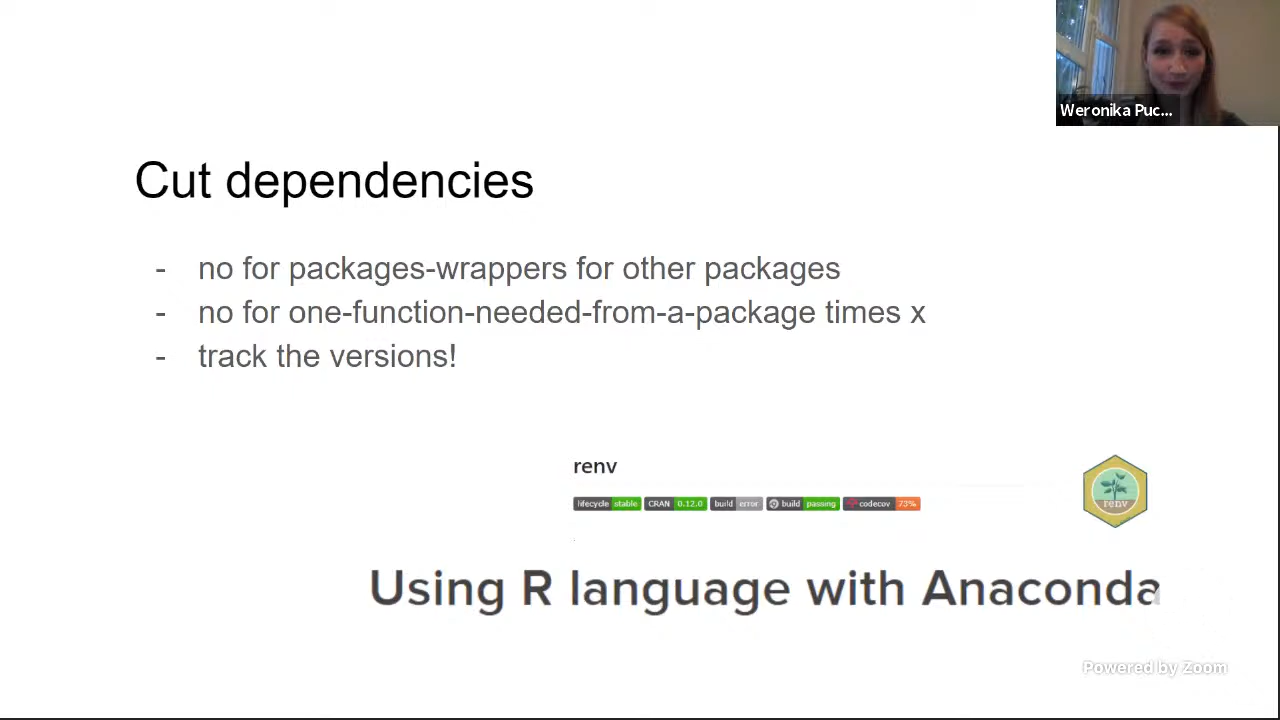 Weronika Puc...
Cut dependencies
- no for packages-wrappers for other packages
- no for one-function-needed-from-a-package times x
- track the versions!
renv
lifecycle stable CRAN 0.12.0 build error build passing codecov 73%
renv
Using R language with Anaconda
Powered by Zoom